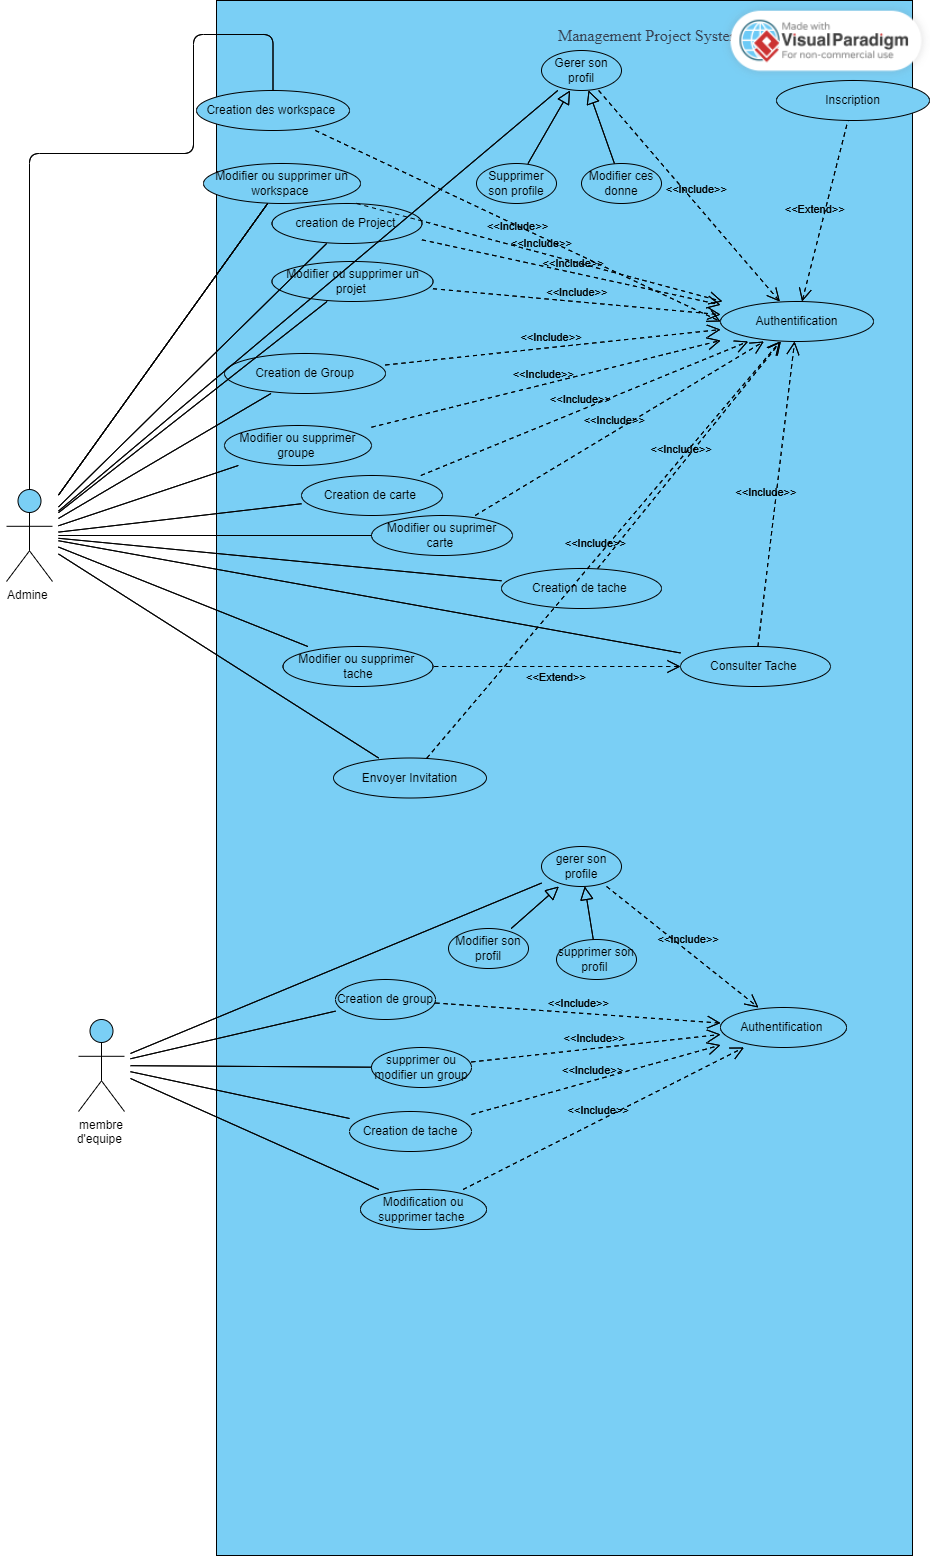 Management Project Syste
Made with
VisualParadigm
For non-commercial use
Gerer son
profil
Inscription
Creation des workspace
Modifier ou supprimer un
workspace
Supprimer
son profile
Modifier ces
donne
<<Include>>
<<Extend>>
creation de Project
<<Include>>
<<Include>>
<<Include>>
Modifier ou supprimer un
projet
<<Include>>
Authentification
<<Include>>
Creation de Group
<<Include>>
<<Include>>
<<Include>>
Modifier ou supprimer
groupe
<<Include>>
Creation de carte
<<Include>>
Modifier ou suprimer
carte
<<Include>>
Creation de tache
Admine
Modifier ou supprimer
tache
<<Extend>>
Consulter Tache
Envoyer Invitation
gerer son
profile
Modifier son
profil
supprimer son
profil
<<Include>>
Creation de group
<<Include>>
Authentification
<<Include>>
supprimer ou
modifier un group
<<Include>>
<<Include>>
Creation de tache
membre
d'equipe
Modification ou
supprimer tache